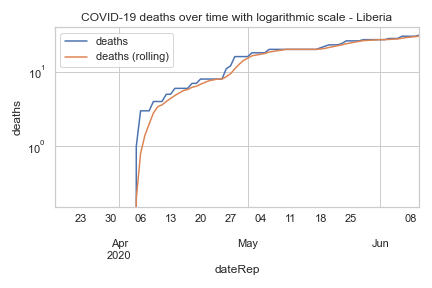 COVID-19 deaths over time with logarithmic scale - Liberia
deaths
deaths (rolling)
10¹
10⁰
deaths
23 30 06 13 20 27 04 11 18 25 08
Apr May Jun
2020
dateRep